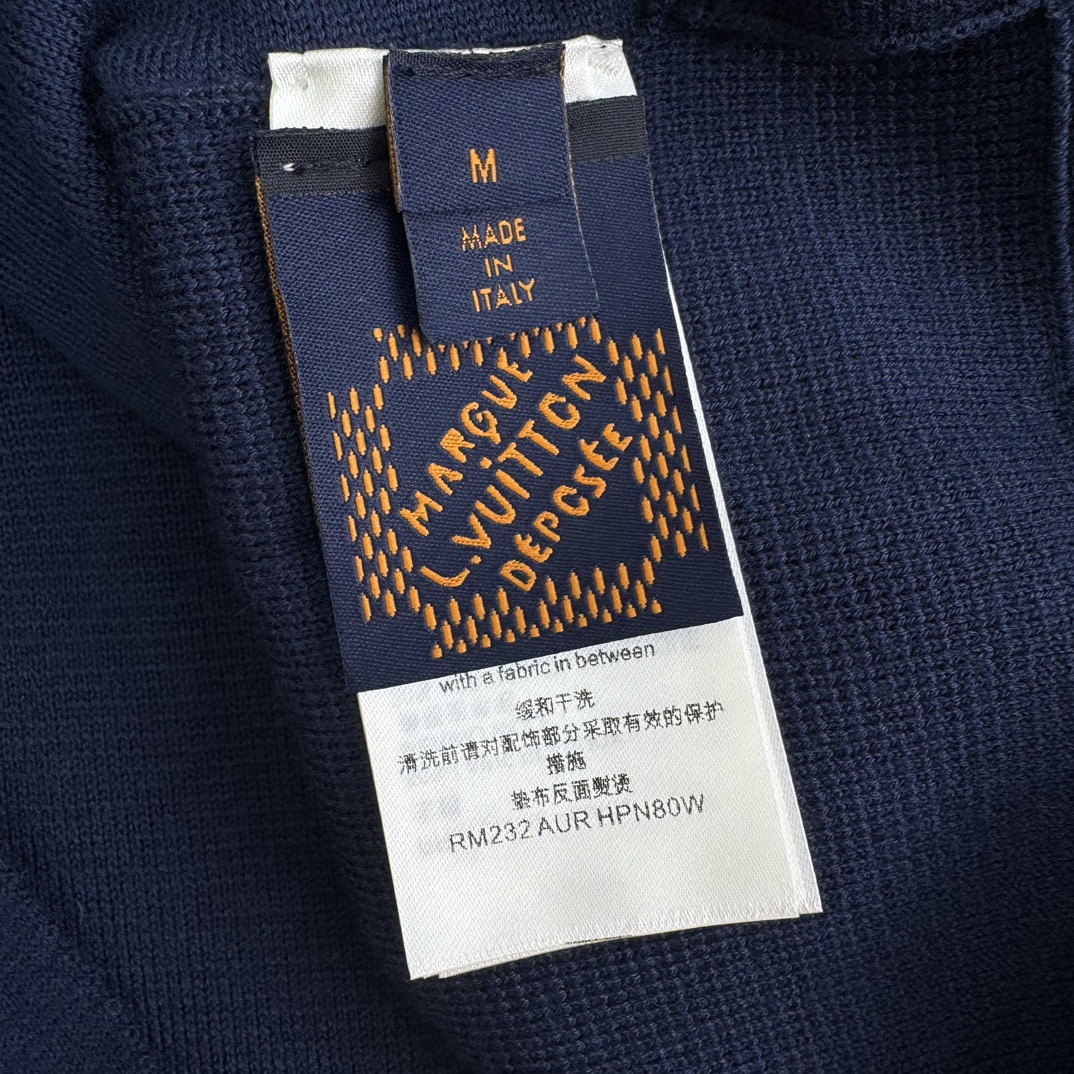 M
MADE
IN
ITALY
MARQUE
L.VUiTTON
DÉPOSÉE
with a fabric in between
缓和干洗
清洗前请对配饰部分采取有效的保护
措施
垫布反面熨烫
RM232 AUR HPN80W